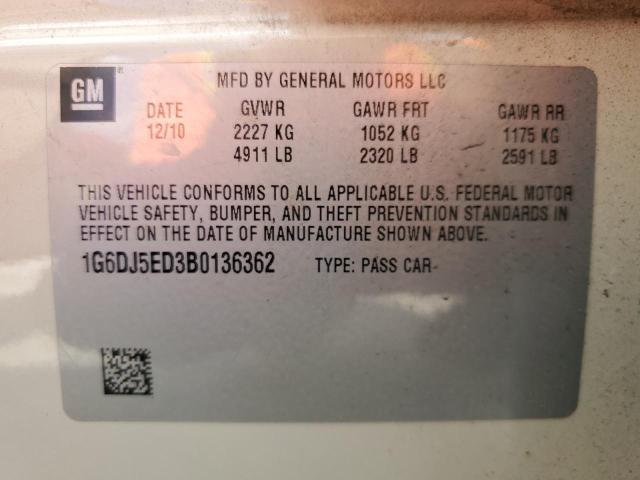 GM
MFD BY GENERAL MOTORS LLC
DATE GVWR GAWR FRT GAWR RR
12/10 2227 KG 1052 KG 1175 KG
4911 LB 2320 LB 2591 LB
THIS VEHICLE CONFORMS TO ALL APPLICABLE U.S. FEDERAL MOTOR
VEHICLE SAFETY, BUMPER, AND THEFT PREVENTION STANDARDS IN
EFFECT ON THE DATE OF MANUFACTURE SHOWN ABOVE.
1G6DJ5ED3B0136362 TYPE: PASS CAR